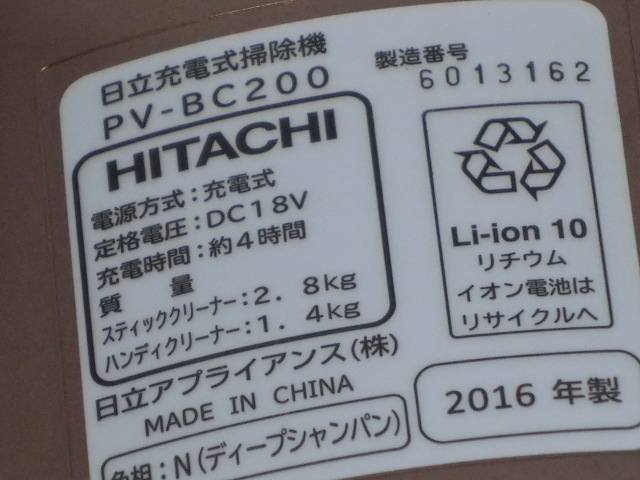 日立充電式掃除機
PV-BC200
製造番号
6013162
HITACHI
電源方式:充電式
定格電圧:DC18V
充電時間:約4時間
質 量
スティッククリーナー:2.8kg
ハンディクリーナー:1.4kg
Li-ion 10
リチウム
イオン電池は
リサイクルへ
日立アプライアンス(株)
MADE IN CHINA
2016 年製
色相:N(ディープシャンパン)